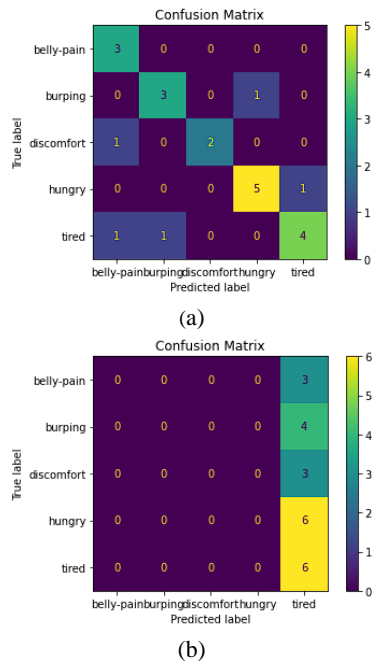 Confusion Matrix
belly-pain 3 0 0 0 0
burping 0 3 0 1 0
discomfort 1 0 2 0 0
hungry 0 0 0 5 1
tired 1 1 0 0 4
belly-pain burping discomfort hungry tired
Predicted label
True label
5
4
3
2
1
0
(a)
Confusion Matrix
belly-pain 0 0 0 0 3
burping 0 0 0 0 4
discomfort 0 0 0 0 3
hungry 0 0 0 0 6
tired 0 0 0 0 6
belly-pain burping discomfort hungry tired
Predicted label
True label
6
5
4
3
2
1
0
(b)